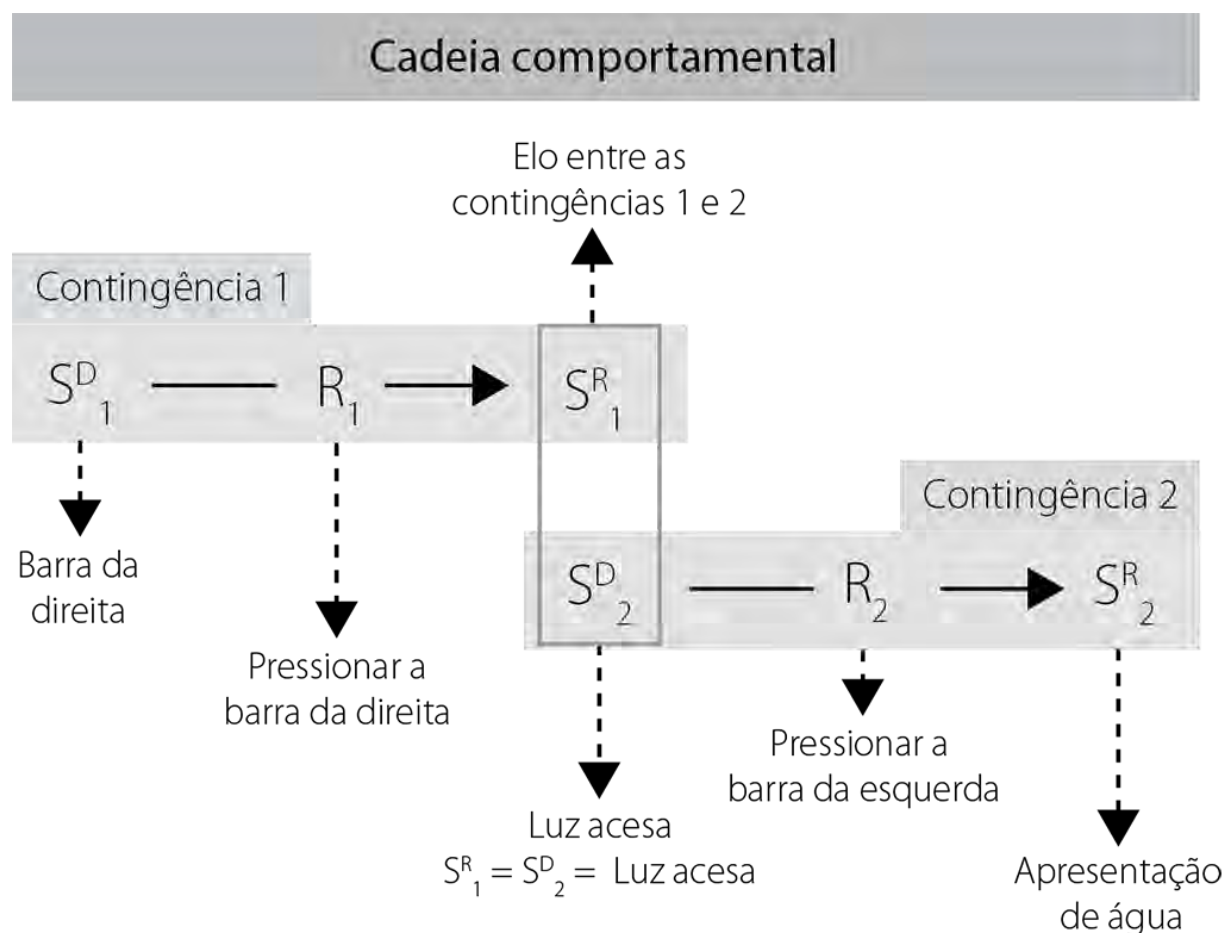 Cadeia comportamental
Elo entre as
contingências 1 e 2
Contingência 1
S^D_1 R_1 S^R_1
Contingência 2
S^D_2 R_2 S^R_2
Barra da
direita
Pressionar a
barra da direita
Luz acesa
S^R_1 = S^D_2 = Luz acesa
Pressionar a
barra da esquerda
Apresentação
de água